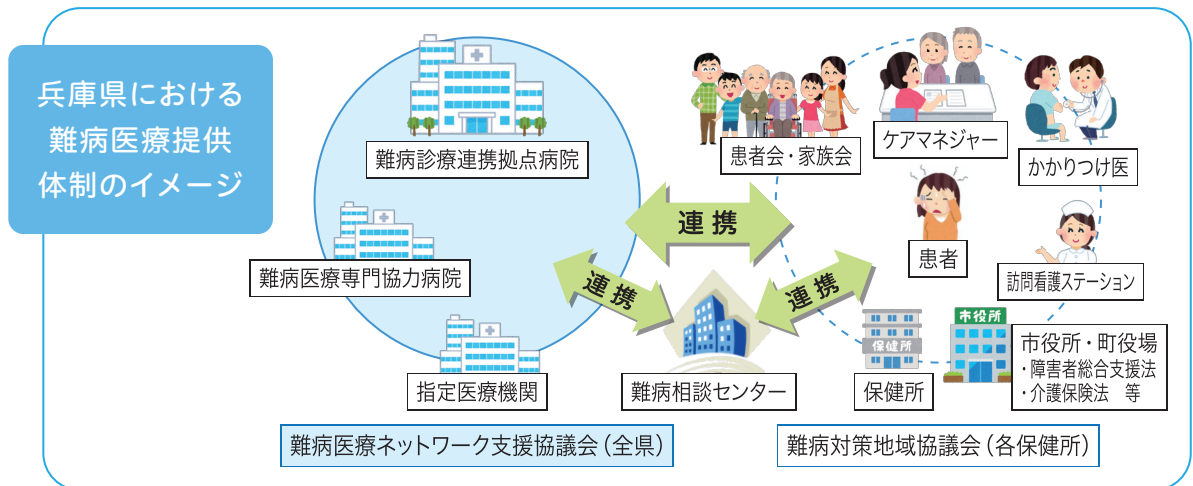 兵庫県における
難病医療提供
体制のイメージ
難病診療連携拠点病院
難病医療専門協力病院
指定医療機関
連携
連携
連携
難病相談センター
患者会・家族会
ケアマネジャー
かかりつけ医
患者
訪問看護ステーション
保健所
保健所
市役所
市役所・町役場
・障害者総合支援法
・介護保険法　等
難病医療ネットワーク支援協議会（全県）
難病対策地域協議会（各保健所）